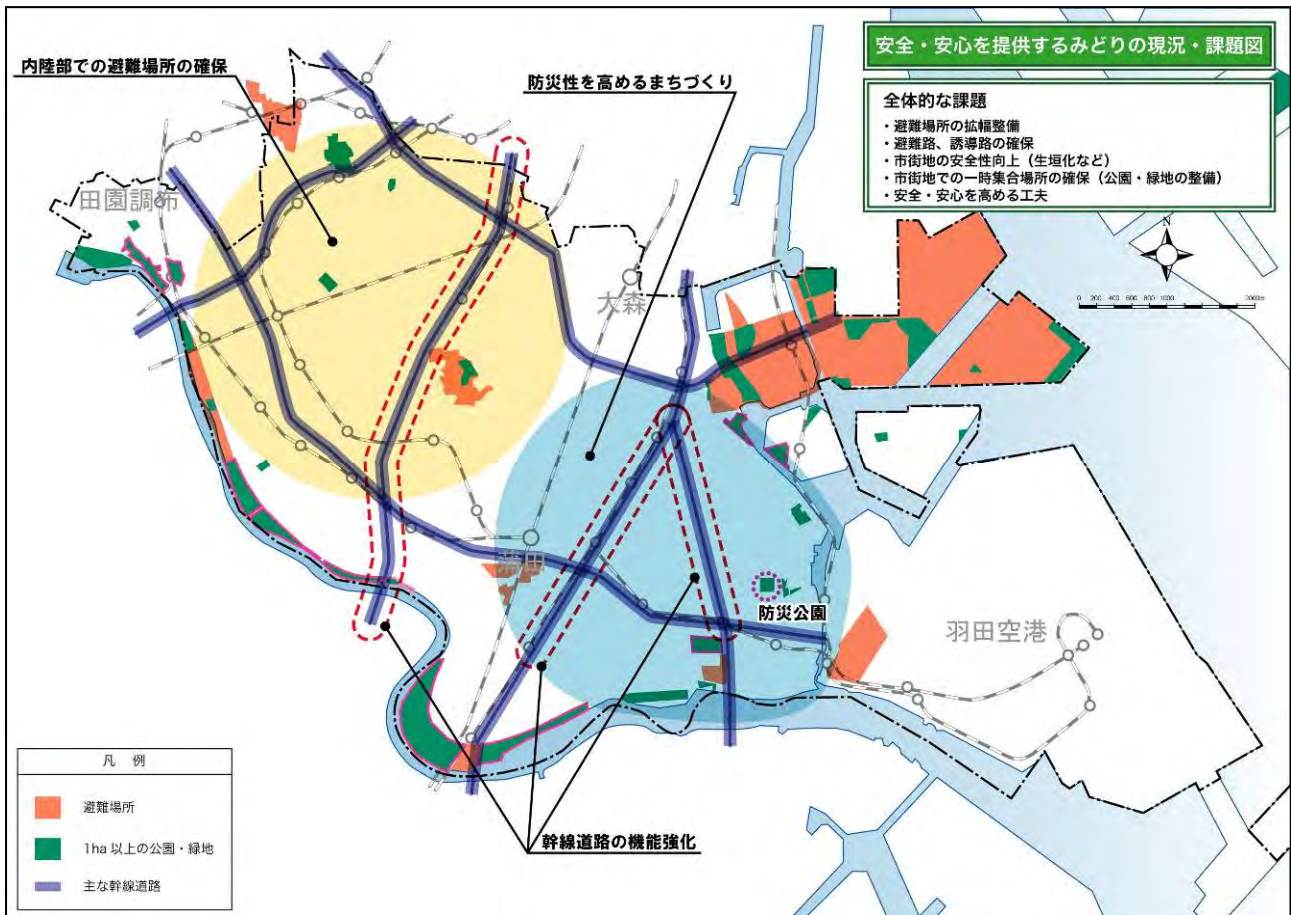 安全・安心を提供するみどりの現況・課題図
全体的な課題
・避難場所の拡幅整備
・避難路、誘導路の確保
・市街地の安全性向上（生垣化など）
・市街地での一時集合場所の確保（公園・緑地の整備）
・安全・安心を高める工夫
内陸部での避難場所の確保
防災性を高めるまちづくり
田園調布
大森
N
0 200 400 600 800 1000 2000m
蒲田
防災公園
羽田空港
幹線道路の機能強化
凡 例
避難場所
1ha 以上の公園・緑地
主な幹線道路